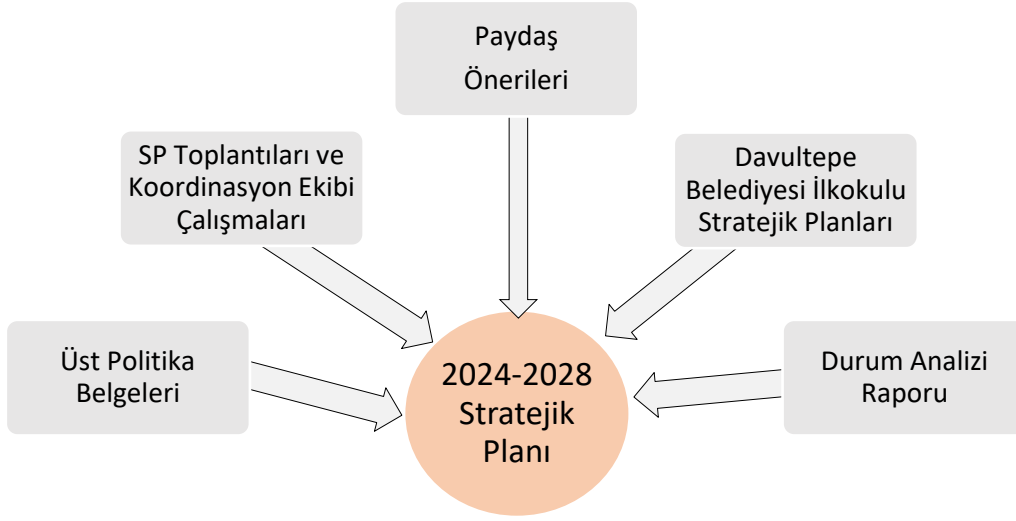 Paydaş
Önerileri
SP Toplantıları ve
Koordinasyon Ekibi
Çalışmaları
Davultepe
Belediyesi İlkokulu
Stratejik Planları
Üst Politika
Belgeleri
2024-2028
Stratejik
Planı
Durum Analizi
Raporu